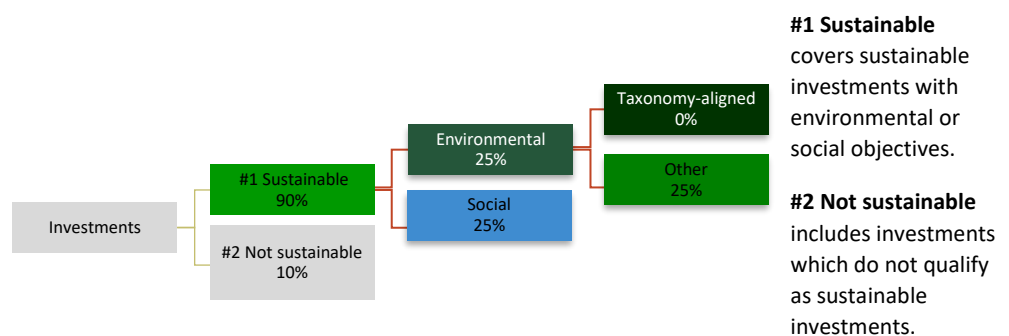 Investments
#1 Sustainable
90%
#2 Not sustainable
10%
Environmental
25%
Social
25%
Taxonomy-aligned
0%
Other
25%
#1 Sustainable
covers sustainable
investments with
environmental or
social objectives.
#2 Not sustainable
includes investments
which do not qualify
as sustainable
investments.